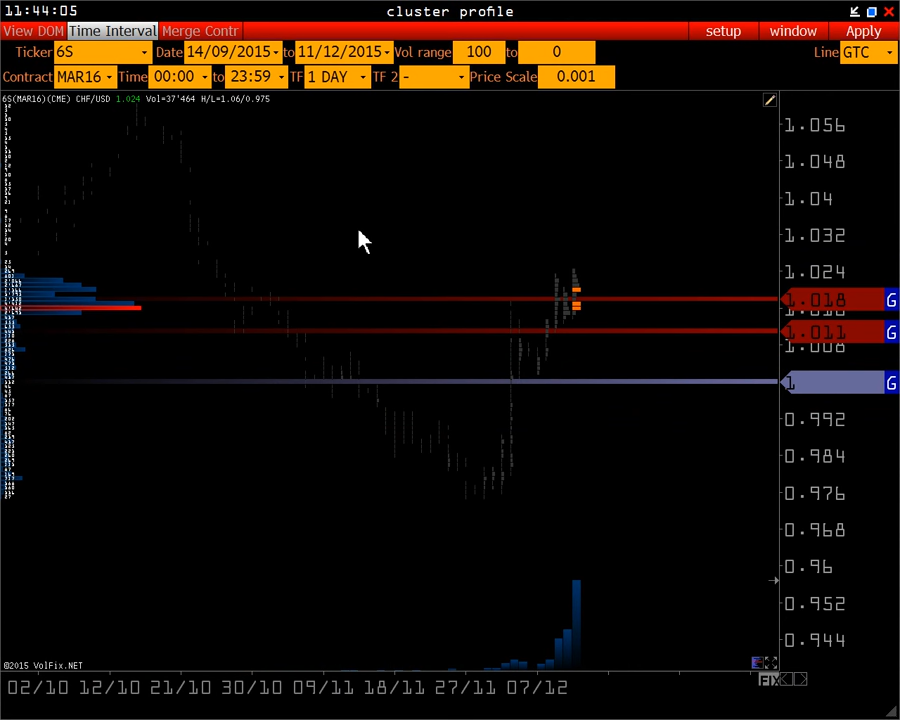 11:44:05 cluster profile
View DOM Time Interval Merge Contr setup window Apply
Ticker 6S Date 14/09/2015 to 11/12/2015 Vol range 100 to 0 Line GTC
Contract MAR16 Time 00:00 to 23:59 TF 1 DAY TF 2 - Price Scale 0.001
6S(MAR16)(CME) CHF/USD 1.024 Vol=37'464 H/L=1.06/0.975
1.056
1.048
1.04
1.032
1.024
1.018 G
1.011 G
1.008
1 G
0.992
0.984
0.976
0.968
0.96
0.952
0.944
©2015 VolFix.NET
FIX
02/10 12/10 21/10 30/10 09/11 18/11 27/11 07/12